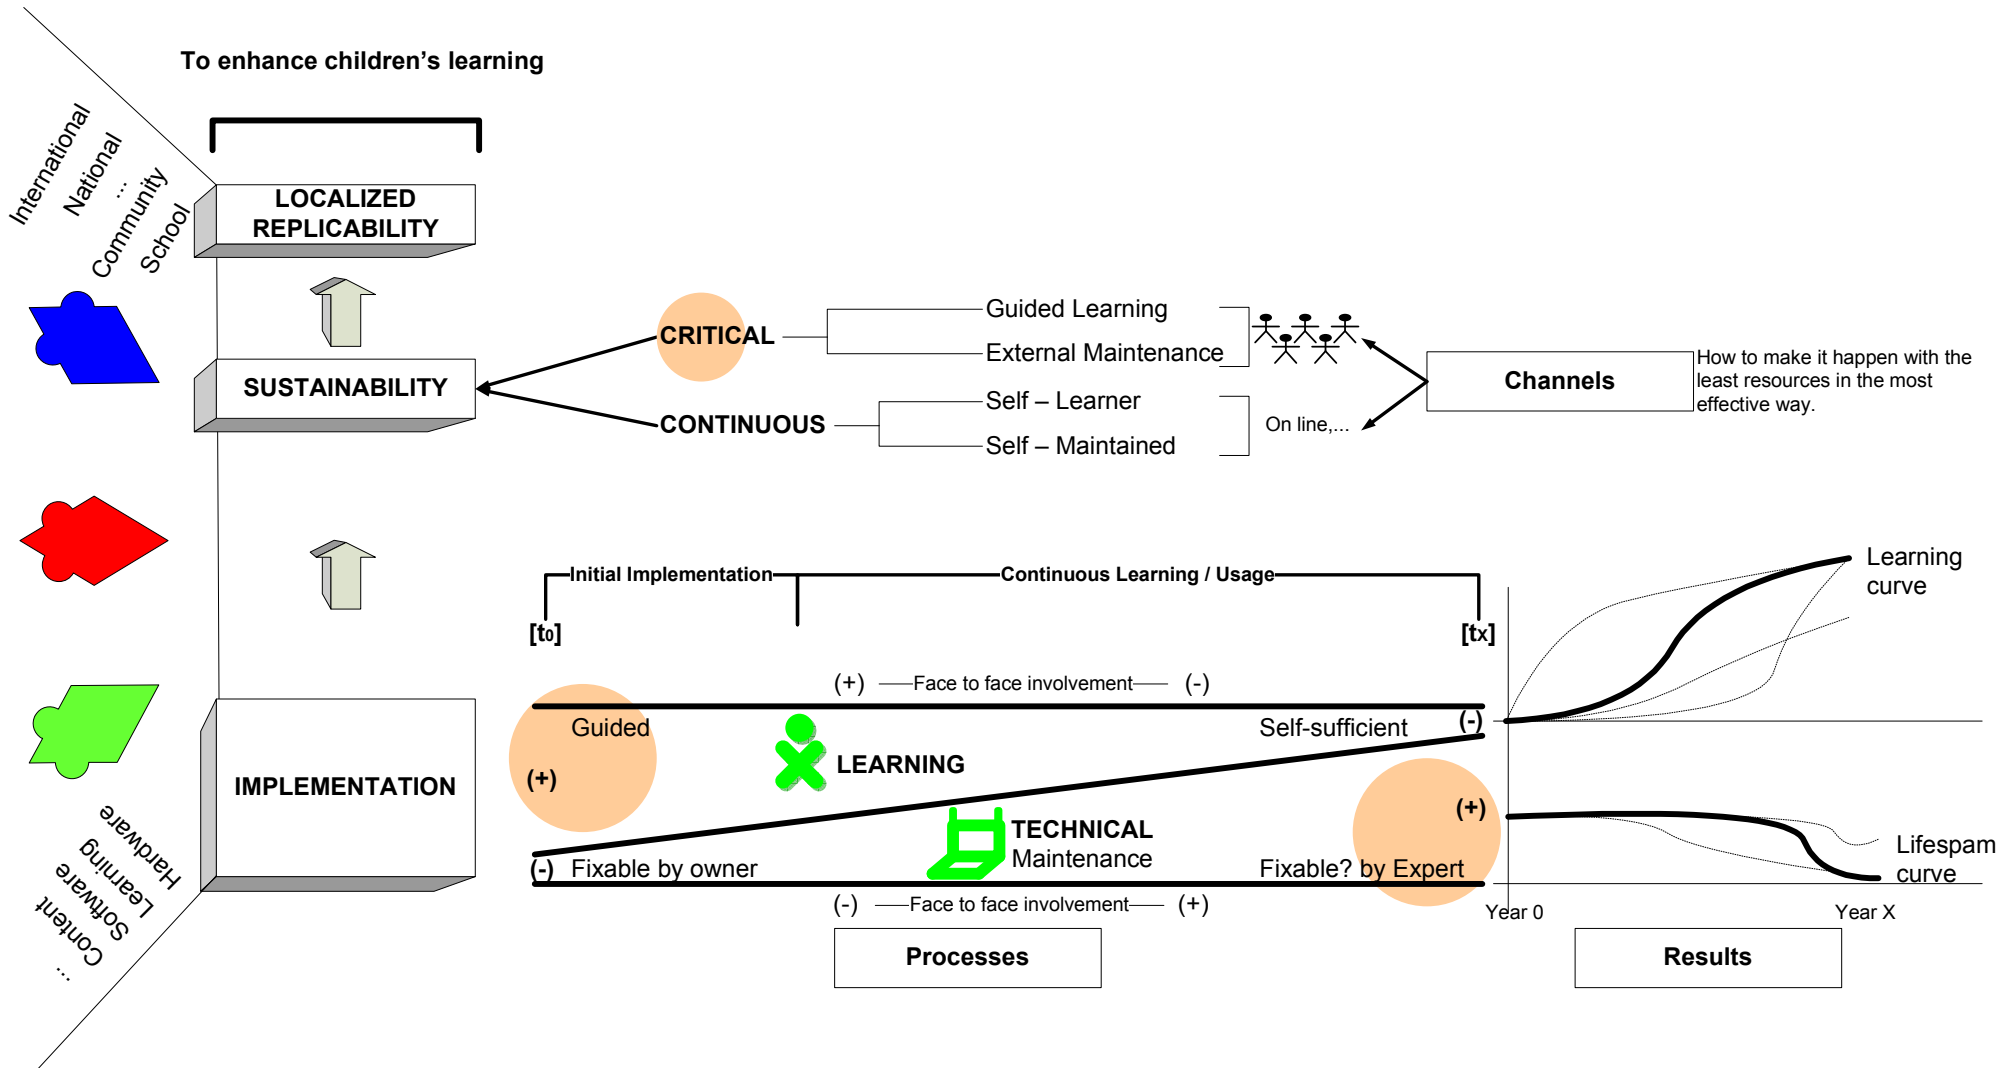 To enhance children's learning
International
National
...
Community
School
LOCALIZED
REPLICABILITY
SUSTAINABILITY
CRITICAL
Guided Learning
External Maintenance
CONTINUOUS
Self – Learner
Self – Maintained
On line,...
Channels
How to make it happen with the
least resources in the most
effective way.
Initial Implementation
Continuous Learning / Usage
[t0]
[tx]
(+) Face to face involvement (-)
Guided
Self-sufficient
(-)
(+)
LEARNING
IMPLEMENTATION
(+)
TECHNICAL
Maintenance
(-)
Fixable by owner
Fixable? by Expert
(-) Face to face involvement (+)
Processes
Learning
curve
Lifespam
curve
Year 0
Year X
Results
Hardware
Learning
Software
Content
...